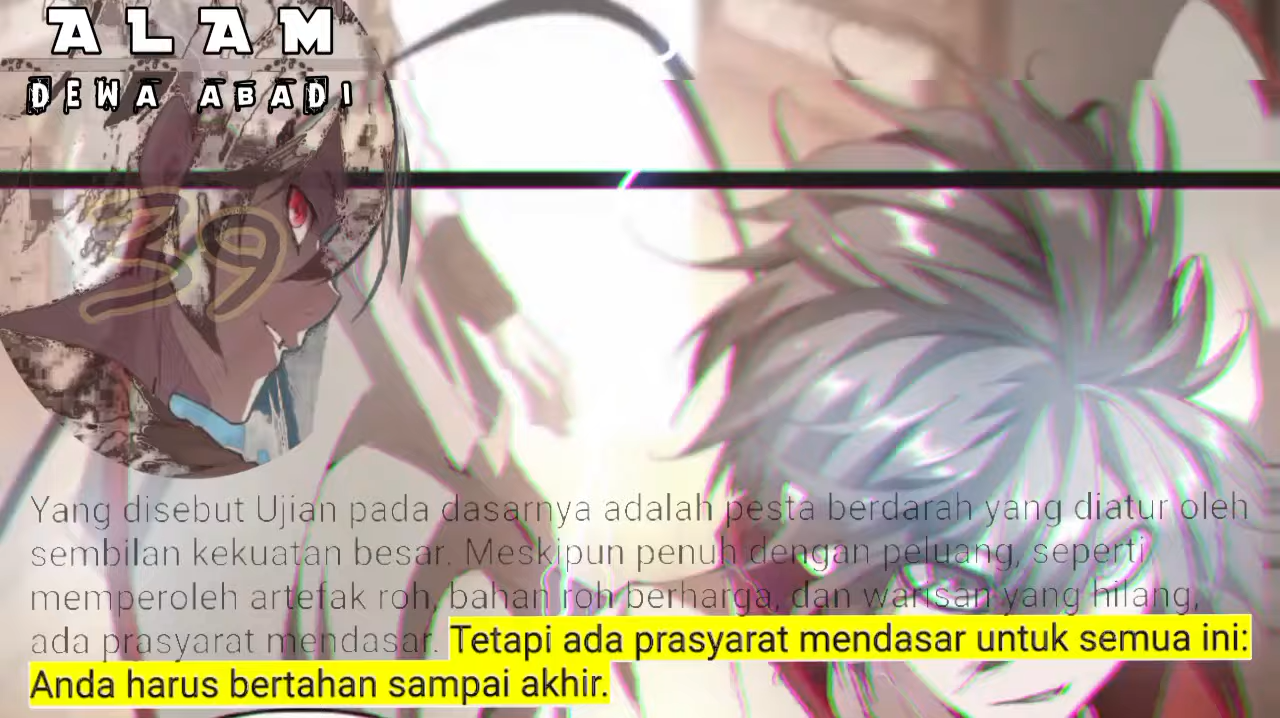 ALAM
DEWA ABADI
39
Yang disebut Ujian pada dasarnya adalah pesta berdarah yang diatur oleh
sembilan kekuatan besar. Meskipun penuh dengan peluang, seperti
memperoleh artefak roh, bahan roh berharga, dan warisan yang hilang,
ada prasyarat mendasar. Tetapi ada prasyarat mendasar untuk semua ini:
Anda harus bertahan sampai akhir.